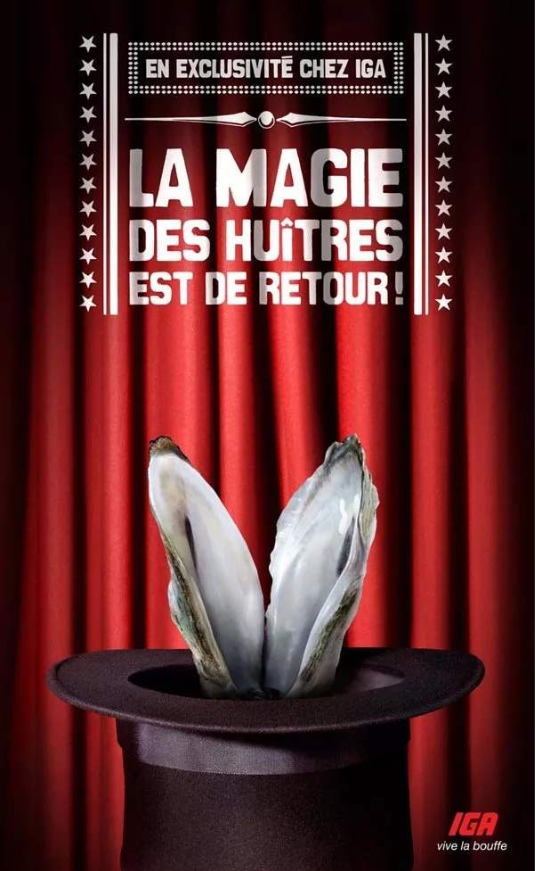 EN EXCLUSIVITÉ CHEZ IGA
LA MAGIE
DES HUÎTRES
EST DE RETOUR!
IGA
vive la bouffe